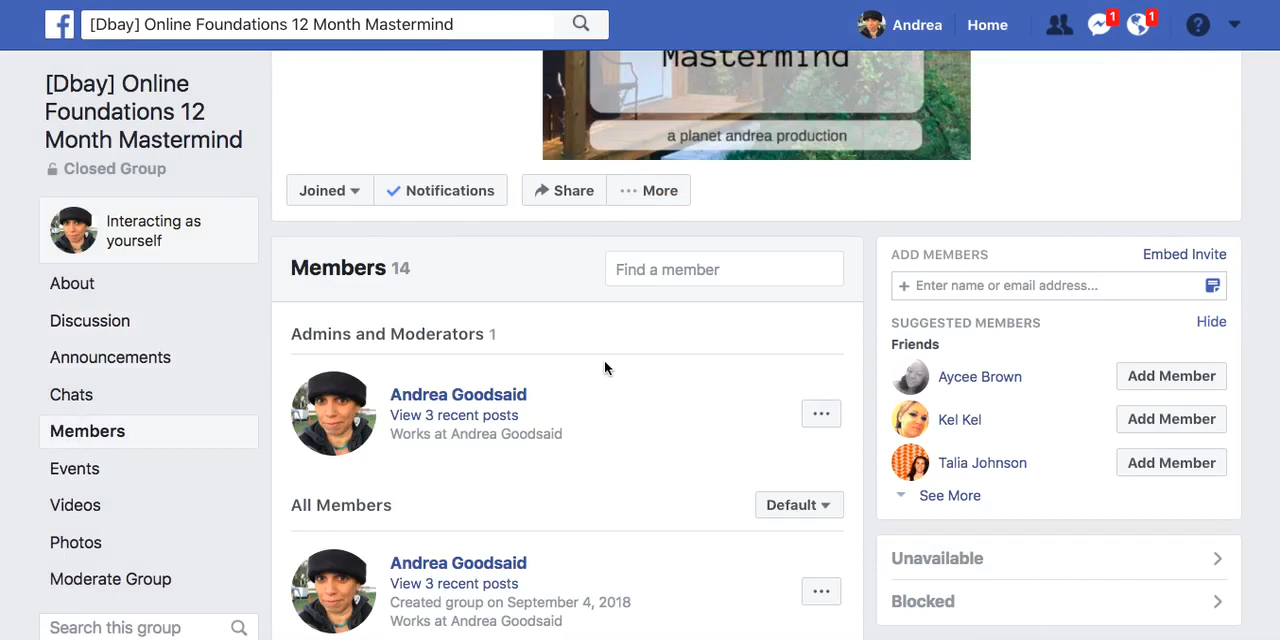 [Dbay] Online Foundations 12 Month Mastermind
Andrea
Home
1
1
[Dbay] Online
Foundations 12
Month Mastermind
Closed Group
Interacting as
yourself
About
Discussion
Announcements
Chats
Members
Events
Videos
Photos
Moderate Group
Search this group
Mastermind
a planet andrea production
Joined
Notifications
Share
More
Members 14
Find a member
Admins and Moderators 1
Andrea Goodsaid
View 3 recent posts
Works at Andrea Goodsaid
All Members
Default
Andrea Goodsaid
View 3 recent posts
Created group on September 4, 2018
Works at Andrea Goodsaid
ADD MEMBERS
Embed Invite
+ Enter name or email address...
SUGGESTED MEMBERS
Hide
Friends
Aycee Brown
Add Member
Kel Kel
Add Member
Talia Johnson
Add Member
See More
Unavailable
Blocked